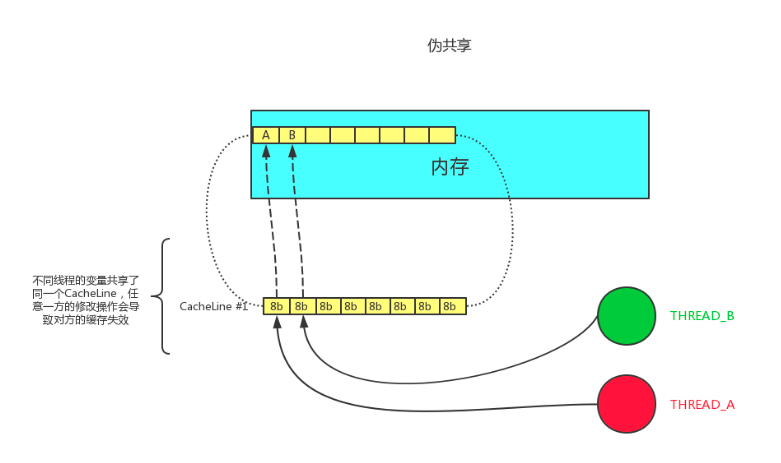 伪共享
A B
内存
不同线程的变量共享了
同一个CacheLine，任
意一方的修改操作会导
致对方的缓存失效
CacheLine #1
8b 8b 8b 8b 8b 8b 8b 8b
THREAD_B
THREAD_A